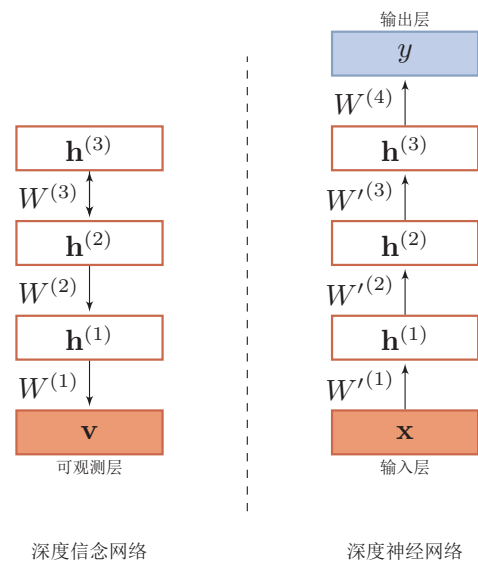 h^(3)
W^(3)
h^(2)
W^(2)
h^(1)
W^(1)
v
可观测层
深度信念网络
输出层
y
W^(4)
h^(3)
W′^(3)
h^(2)
W′^(2)
h^(1)
W′^(1)
x
输入层
深度神经网络